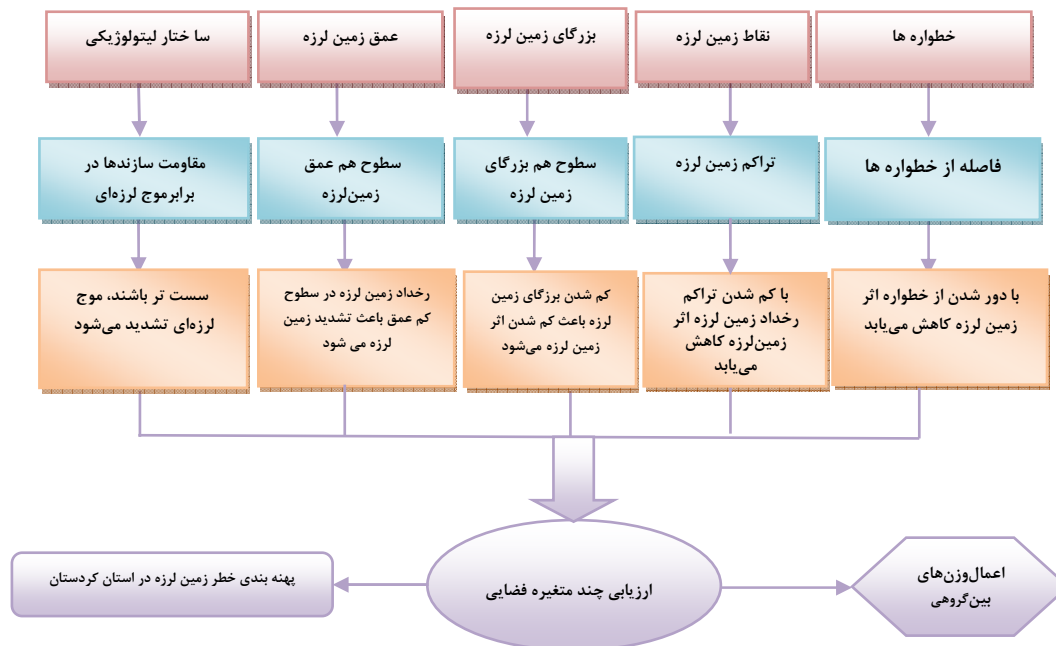 خطواره ها
نقاط زمین لرزه
بزرگای زمین لرزه
عمق زمین لرزه
سا ختار لیتولوژیکی
فاصله از خطواره ها
تراکم زمین لرزه
سطوح هم بزرگای
زمین لرزه
سطوح هم عمق
زمین‌لرزه
مقاومت سازندها در
برابرموج لرزه‌ای
با دور شدن از خطواره اثر
زمین لرزه کاهش می‌یابد
با کم شدن تراکم
رخداد زمین لرزه اثر
زمین‌لرزه کاهش
می‌یابد
کم شدن برزگای زمین
لرزه باعث کم شدن اثر
زمین لرزه می‌شود
رخداد زمین لرزه در سطوح
کم عمق باعث تشدید زمین
لرزه می شود
سست تر باشند، موج
لرزه‌ای تشدید می‌شود
اعمال‌وزن‌های
بین‌گروهی
ارزیابی چند متغیره فضایی
پهنه بندی خطر زمین لرزه در استان کردستان